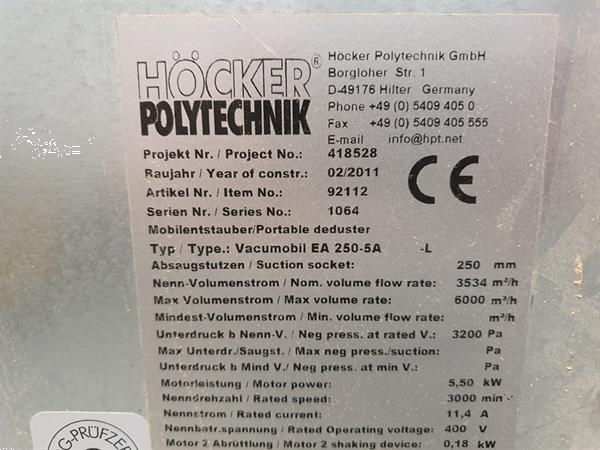 HÖCKER®
POLYTECHNIK
Höcker Polytechnik GmbH
Borgloher Str. 1
D-49176 Hilter Germany
Phone +49 (0) 5409 405 0
Fax +49 (0) 5409 405 555
E-mail info@hpt.net
Projekt Nr. / Project No.: 418528
Baujahr / Year of constr.: 02/2011
Artikel Nr. / Item No.: 92112
Serien Nr. / Series No.: 1064
CE
Mobilentstauber/Portable deduster
Typ / Type.: Vacumobil EA 250-5A -L
Absaugstutzen / Suction socket: 250 mm
Nenn-Volumenstrom / Nom. volume flow rate: 3534 m³/h
Max Volumenstrom / Max volume rate: 6000 m³/h
Mindest-Volumenstrom / Min. volume flow rate: m³/h
Unterdruck b Nenn-V. / Neg press. at rated V.: 3200 Pa
Max Unterdr./Saugst. / Max neg press./suction: Pa
Unterdruck b Mind V./ Neg press. at min V.: Pa
Motorleistung / Motor power: 5,50 kW
Nenndrehzahl / Rated speed: 3000 min/-
Nennstrom / Rated current: 11,4 A
Nennbetr.spannung / Rated Operating voltage: 400 V
Motor 2 Abrüttlung / Motor 2 shaking device: 0,18 kW
G-PRÜFZER